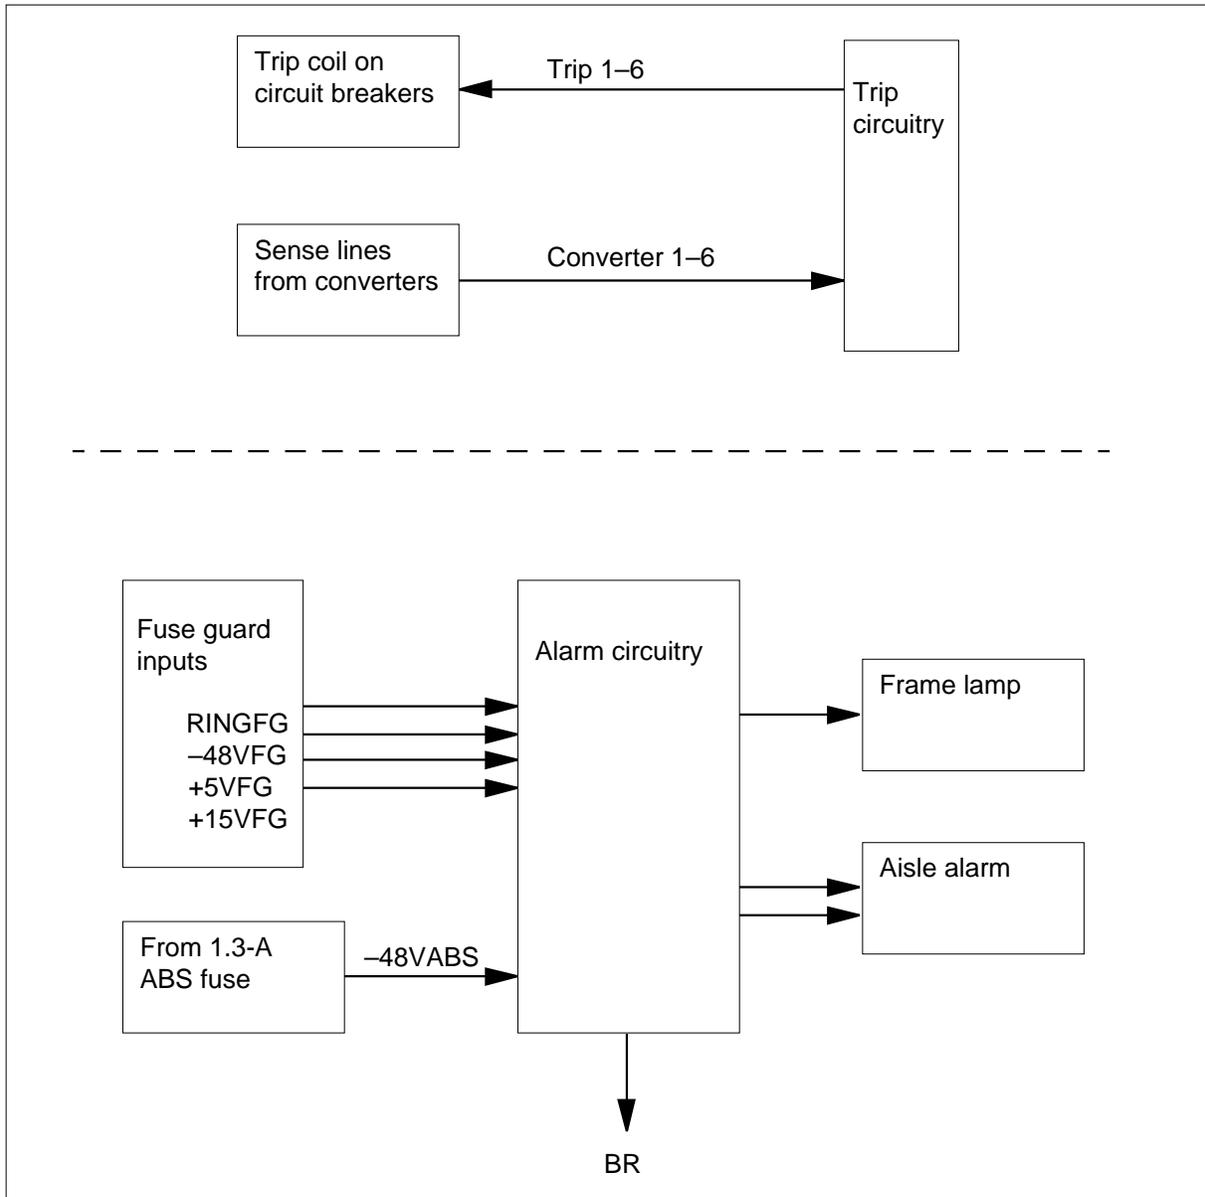 Trip coil on
circuit breakers
Trip 1–6
Trip
circuitry
Sense lines
from converters
Converter 1–6
Fuse guard
inputs
RINGFG
–48VFG
+5VFG
+15VFG
Alarm circuitry
Frame lamp
Aisle alarm
From 1.3-A
ABS fuse
–48VABS
BR